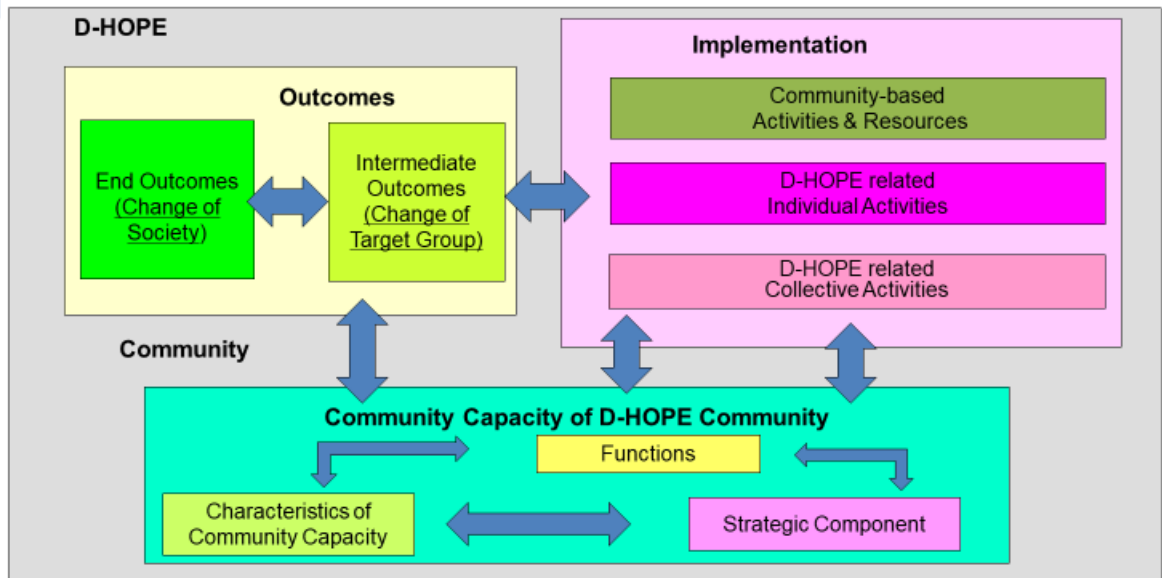 D-HOPE
Outcomes
End Outcomes
(Change of
Society)
Intermediate
Outcomes
(Change of
Target Group)
Implementation
Community-based
Activities & Resources
D-HOPE related
Individual Activities
D-HOPE related
Collective Activities
Community
Community Capacity of D-HOPE Community
Functions
Characteristics of
Community Capacity
Strategic Component